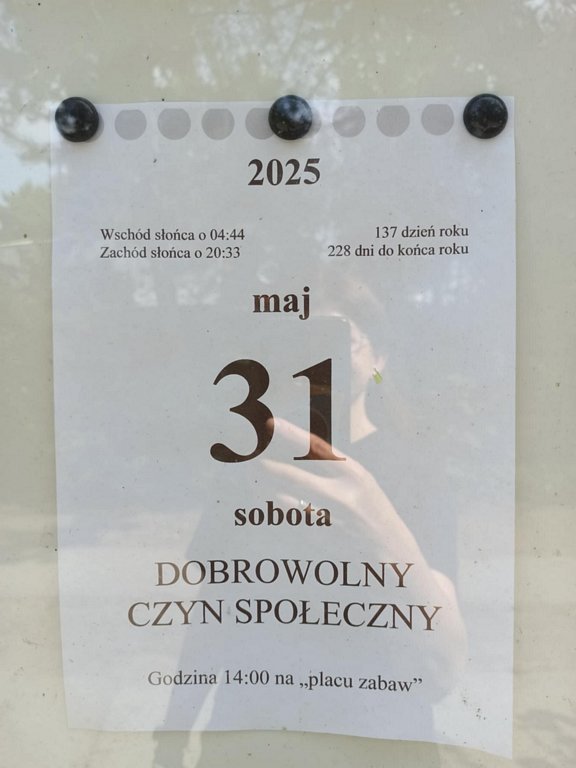 2025
Wschód słońca o 04:44
137 dzień roku
Zachód słońca o 20:33
228 dni do końca roku
maj
31
sobota
DOBROWOLNY
CZYN SPOŁECZNY
Godzina 14:00 na „placu zabaw”